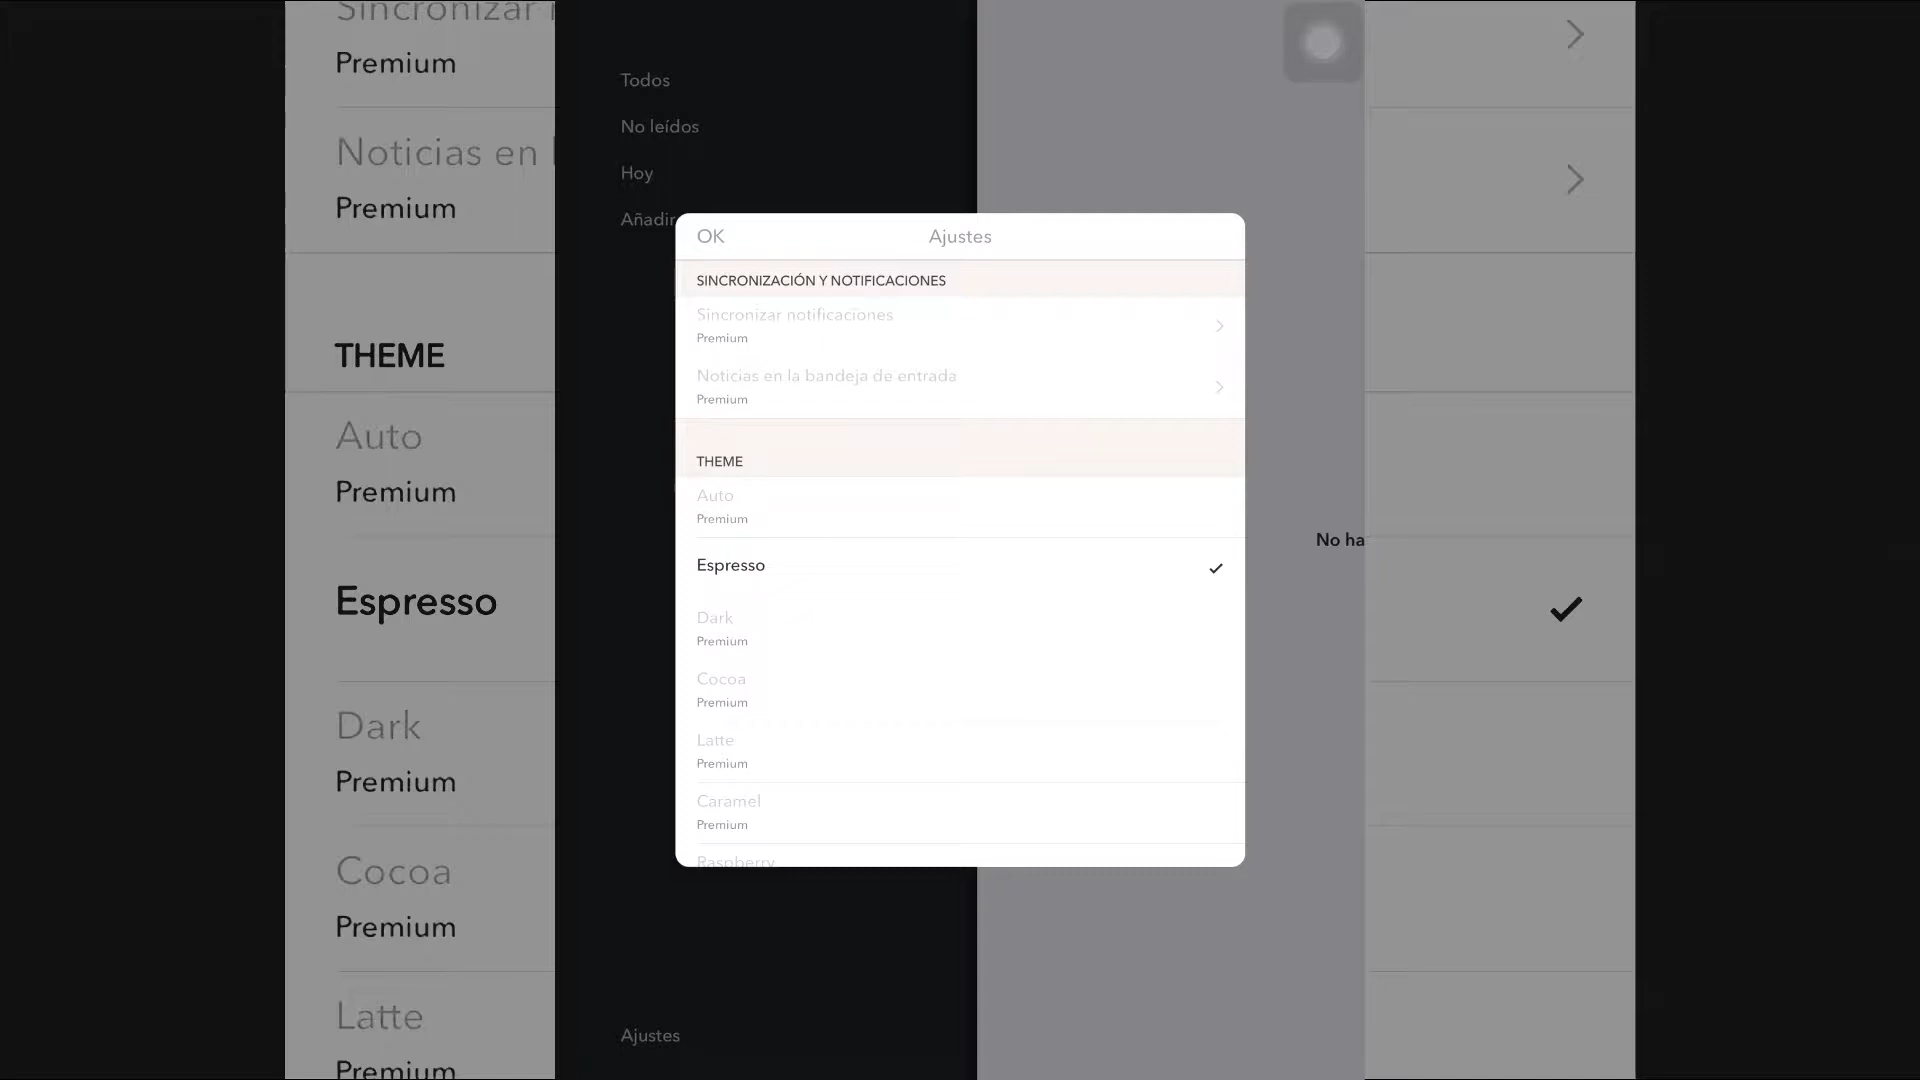 Sincronizar
Premium
Noticias en
Premium
THEME
Auto
Premium
Espresso
Dark
Premium
Cocoa
Premium
Latte
Premium
Todos
No leídos
Hoy
Añadir
Ajustes
OK
Ajustes
SINCRONIZACIÓN Y NOTIFICACIONES
Sincronizar notificaciones
Premium
Noticias en la bandeja de entrada
Premium
THEME
Auto
Premium
Espresso
Dark
Premium
Cocoa
Premium
Latte
Premium
Caramel
Premium
Raspberry
No ha